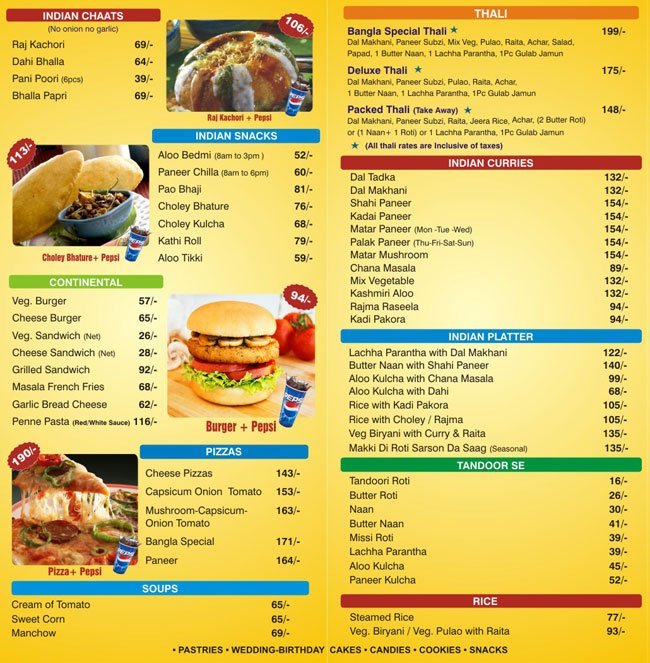 INDIAN CHAATS
(No onion no garlic)
Raj Kachori 69/-
Dahi Bhalla 64/-
Pani Poori (6pcs) 39/-
Bhalla Papri 69/-
106/-
PEPSI
Raj Kachori + Pepsi
INDIAN SNACKS
Aloo Bedmi (8am to 3pm ) 52/-
Paneer Chilla (8am to 6pm) 60/-
Pao Bhaji 81/-
Choley Bhature 76/-
Choley Kulcha 68/-
Kathi Roll 79/-
Aloo Tikki 59/-
113/-
PEPSI
Choley Bhature+ Pepsi
CONTINENTAL
Veg. Burger 57/-
Cheese Burger 65/-
Veg. Sandwich (Net) 26/-
Cheese Sandwich (Net) 28/-
Grilled Sandwich 92/-
Masala French Fries 68/-
Garlic Bread Cheese 62/-
Penne Pasta (Red/White Sauce) 116/-
94/-
PEPSI
Burger + Pepsi
PIZZAS
Cheese Pizzas 143/-
Capsicum Onion Tomato 153/-
Mushroom-Capsicum- 163/-
Onion Tomato
Bangla Special 171/-
Paneer 164/-
190/-
PEPSI
Pizza+ Pepsi
SOUPS
Cream of Tomato 65/-
Sweet Corn 65/-
Manchow 69/-
THALI
Bangla Special Thali 199/-
Dal Makhani, Paneer Subzi, Mix Veg, Pulao, Raita, Achar, Salad,
Papad, 1 Butter Naan, 1 Lachha Parantha, 1Pc Gulab Jamun
Deluxe Thali 175/-
Dal Makhani, Paneer Subzi, Pulao, Raita, Achar,
1 Butter Naan, 1 Lachha Parantha, 1Pc Gulab Jamun
Packed Thali (Take Away) 148/-
Dal Makhani, Paneer Subzi, Raita, Jeera Rice, Achar, (2 Butter Roti)
or (1 Naan+ 1 Roti) or 1 Lachha Parantha, 1Pc Gulab Jamun
(All thali rates are Inclusive of taxes)
INDIAN CURRIES
Dal Tadka 132/-
Dal Makhani 132/-
Shahi Paneer 154/-
Kadai Paneer 154/-
Matar Paneer (Mon -Tue -Wed) 154/-
Palak Paneer (Thu-Fri-Sat-Sun) 154/-
Matar Mushroom 154/-
Chana Masala 89/-
Mix Vegetable 132/-
Kashmiri Aloo 132/-
Rajma Raseela 94/-
Kadi Pakora 94/-
INDIAN PLATTER
Lachha Parantha with Dal Makhani 122/-
Butter Naan with Shahi Paneer 140/-
Aloo Kulcha with Chana Masala 99/-
Aloo Kulcha with Dahi 68/-
Rice with Kadi Pakora 105/-
Rice with Choley / Rajma 105/-
Veg Biryani with Curry & Raita 135/-
Makki Di Roti Sarson Da Saag (Seasonal) 135/-
TANDOOR SE
Tandoori Roti 16/-
Butter Roti 26/-
Naan 30/-
Butter Naan 41/-
Missi Roti 39/-
Lachha Parantha 39/-
Aloo Kulcha 45/-
Paneer Kulcha 52/-
RICE
Steamed Rice 77/-
Veg. Biryani / Veg. Pulao with Raita 93/-
• PASTRIES • WEDDING-BIRTHDAY CAKES • CANDIES • COOKIES • SNACKS